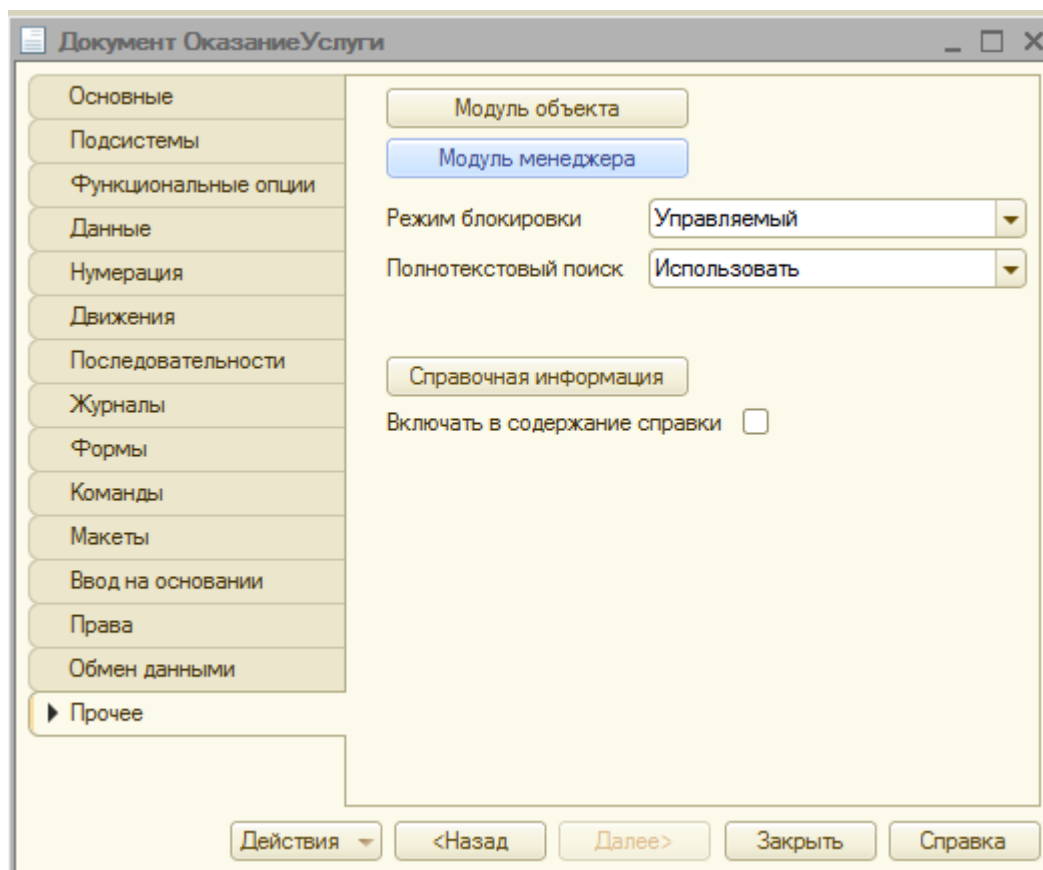 Документ ОказаниеУслуги
Основные
Подсистемы
Функциональные опции
Данные
Нумерация
Движения
Последовательности
Журналы
Формы
Команды
Макеты
Ввод на основании
Права
Обмен данными
Прочее
Модуль объекта
Модуль менеджера
Режим блокировки Управляемый
Полнотекстовый поиск Использовать
Справочная информация
Включать в содержание справки
Действия <Назад Далее> Закрыть Справка